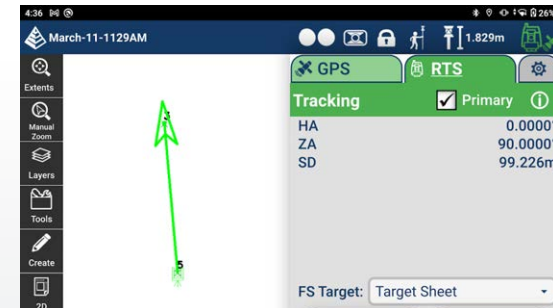 4:36 26%
March-11-1129AM 1.829m
GPS RTS
Extents
Tracking Primary
Manual Zoom
HA 0.0000°
ZA 90.0000°
SD 99.226m
Layers
Tools
Create
5
FS Target: Target Sheet
2D